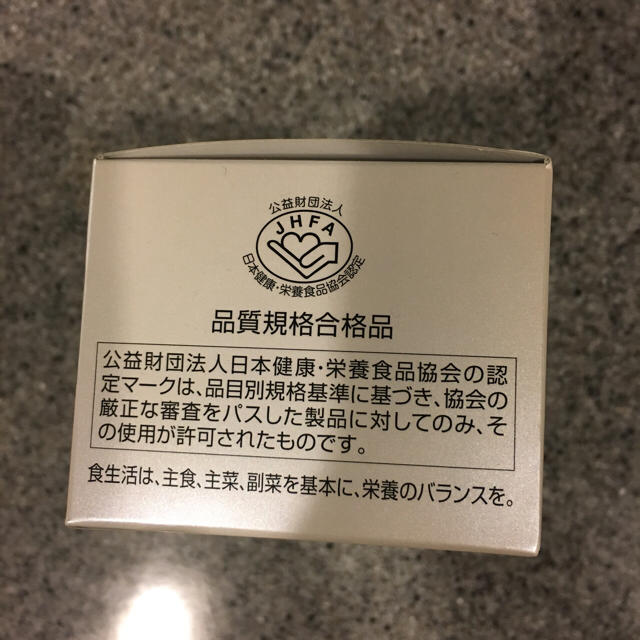 公益財団法人
JHFA
日本健康・栄養食品協会認定
品質規格合格品
公益財団法人日本健康・栄養食品協会の認
定マークは、品目別規格基準に基づき、協会の
厳正な審査をパスした製品に対してのみ、そ
の使用が許可されたものです。
食生活は、主食、主菜、副菜を基本に、栄養のバランスを。